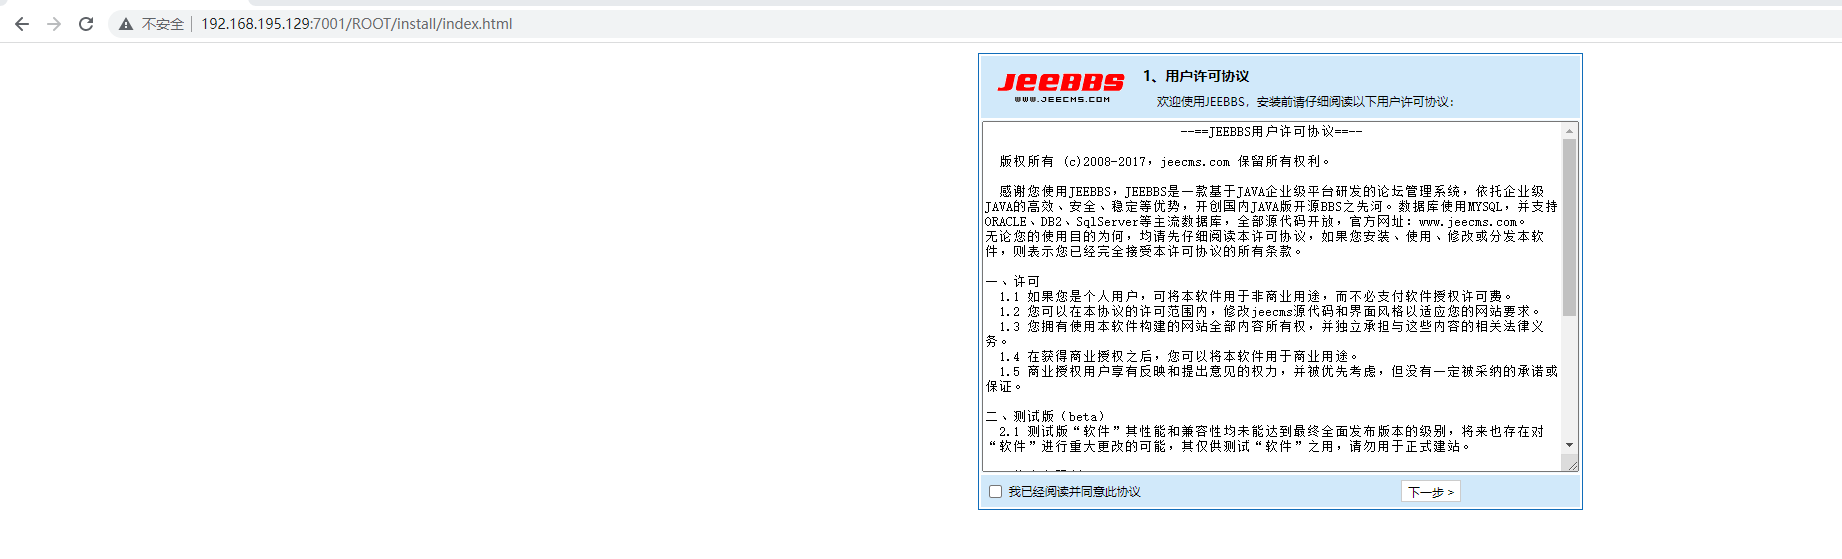 不安全 192.168.195.129:7001/ROOT/install/index.html
JEEBBS
WWW.JEECMS.COM
1、用户许可协议
欢迎使用JEEBBS，安装前请仔细阅读以下用户许可协议：
--==JEEBBS用户许可协议==--
版权所有 (c)2008-2017，jeecms.com 保留所有权利。
感谢您使用JEEBBS，JEEBBS是一款基于JAVA企业级平台研发的论坛管理系统，依托企业级
JAVA的高效、安全、稳定等优势，开创国内JAVA版开源BBS之先河。数据库使用MYSQL，并支持
ORACLE、DB2、SqlServer等主流数据库，全部源代码开放，官方网址：www.jeecms.com。
无论您的使用目的为何，均请先仔细阅读本许可协议，如果您安装、使用、修改或分发本软
件，则表示您已经完全接受本许可协议的所有条款。
一、许可
1.1 如果您是个人用户，可将本软件用于非商业用途，而不必支付软件授权许可费。
1.2 您可以在本协议的许可范围内，修改jeecms源代码和界面风格以适应您的网站要求。
1.3 您拥有使用本软件构建的网站全部内容所有权，并独立承担与这些内容的相关法律义
务。
1.4 在获得商业授权之后，您可以将本软件用于商业用途。
1.5 商业授权用户享有反映和提出意见的权力，并被优先考虑，但没有一定被采纳的承诺或
保证。
二、测试版（beta）
2.1 测试版“软件”其性能和兼容性均未能达到最终全面发布版本的级别，将来也存在对
“软件”进行重大更改的可能，其仅供测试“软件”之用，请勿用于正式建站。
我已经阅读并同意此协议
下一步 >